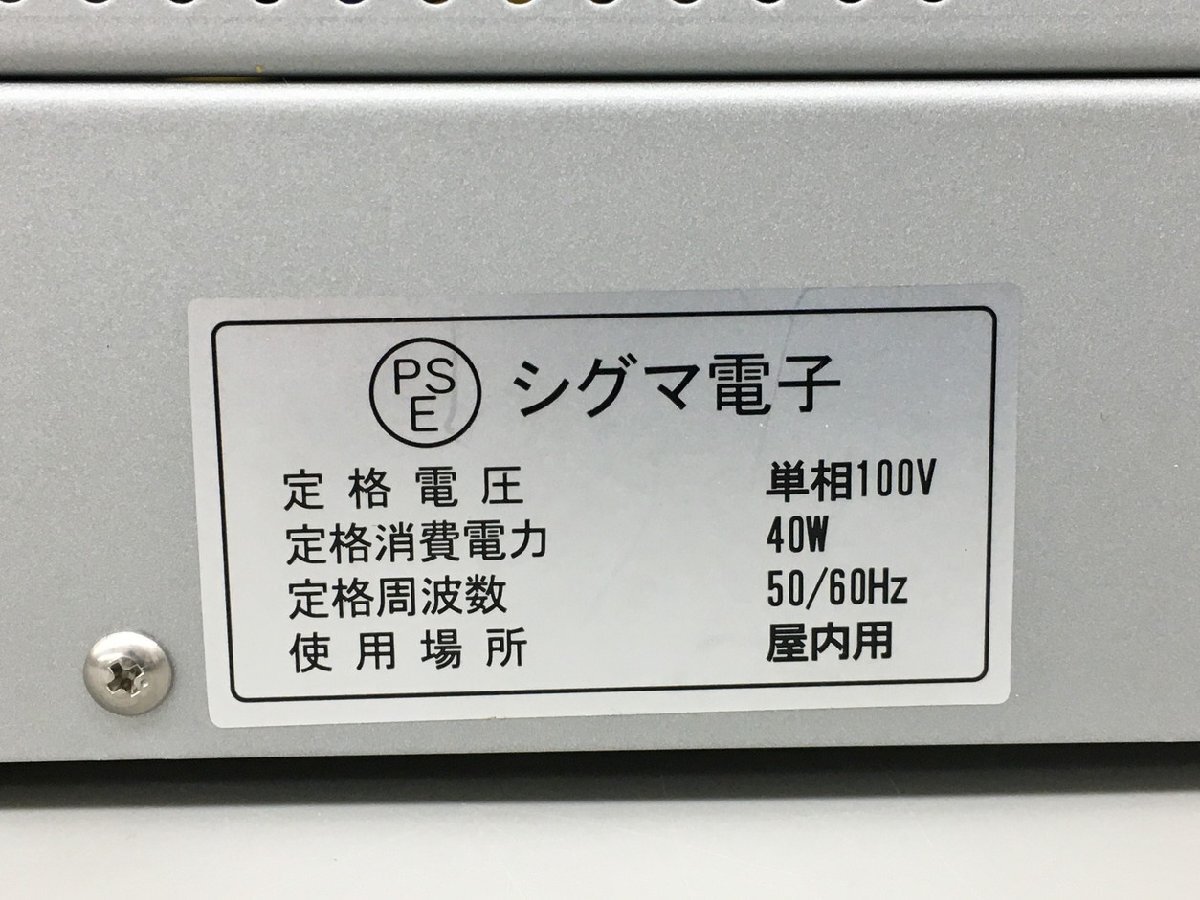 PSE シグマ電子
定格電圧 単相100V
定格消費電力 40W
定格周波数 50/60Hz
使用場所 屋内用